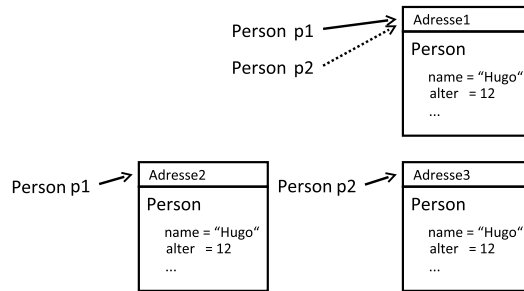 Adresse1
Person p1
Person p2
Person
name = “Hugo“
alter = 12
...
Person p1
Adresse2
Person
name = “Hugo“
alter = 12
...
Person p2
Adresse3
Person
name = “Hugo“
alter = 12
...